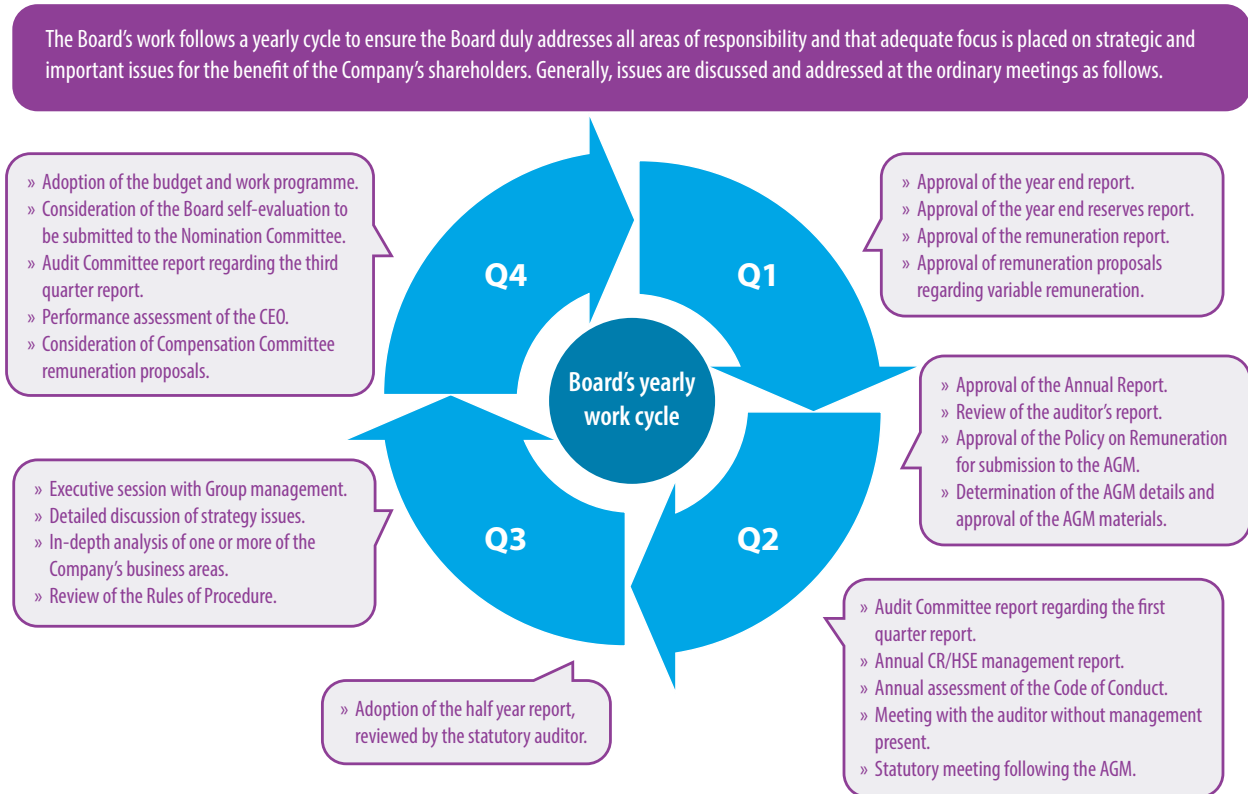 The Board's work follows a yearly cycle to ensure the Board duly addresses all areas of responsibility and that adequate focus is placed on strategic and
important issues for the benefit of the Company's shareholders. Generally, issues are discussed and addressed at the ordinary meetings as follows.
» Adoption of the budget and work programme.
» Consideration of the Board self-evaluation to
be submitted to the Nomination Committee.
» Audit Committee report regarding the third
quarter report.
» Performance assessment of the CEO.
» Consideration of Compensation Committee
remuneration proposals.
Q4
Q1
» Approval of the year end report.
» Approval of the year end reserves report.
» Approval of the remuneration report.
» Approval of remuneration proposals
regarding variable remuneration.
Board's yearly
work cycle
» Approval of the Annual Report.
» Review of the auditor's report.
» Approval of the Policy on Remuneration
for submission to the AGM.
» Determination of the AGM details and
approval of the AGM materials.
» Executive session with Group management.
» Detailed discussion of strategy issues.
» In-depth analysis of one or more of the
Company's business areas.
» Review of the Rules of Procedure.
Q3
Q2
» Audit Committee report regarding the first
quarter report.
» Annual CR/HSE management report.
» Annual assessment of the Code of Conduct.
» Meeting with the auditor without management
present.
» Statutory meeting following the AGM.
» Adoption of the half year report,
reviewed by the statutory auditor.